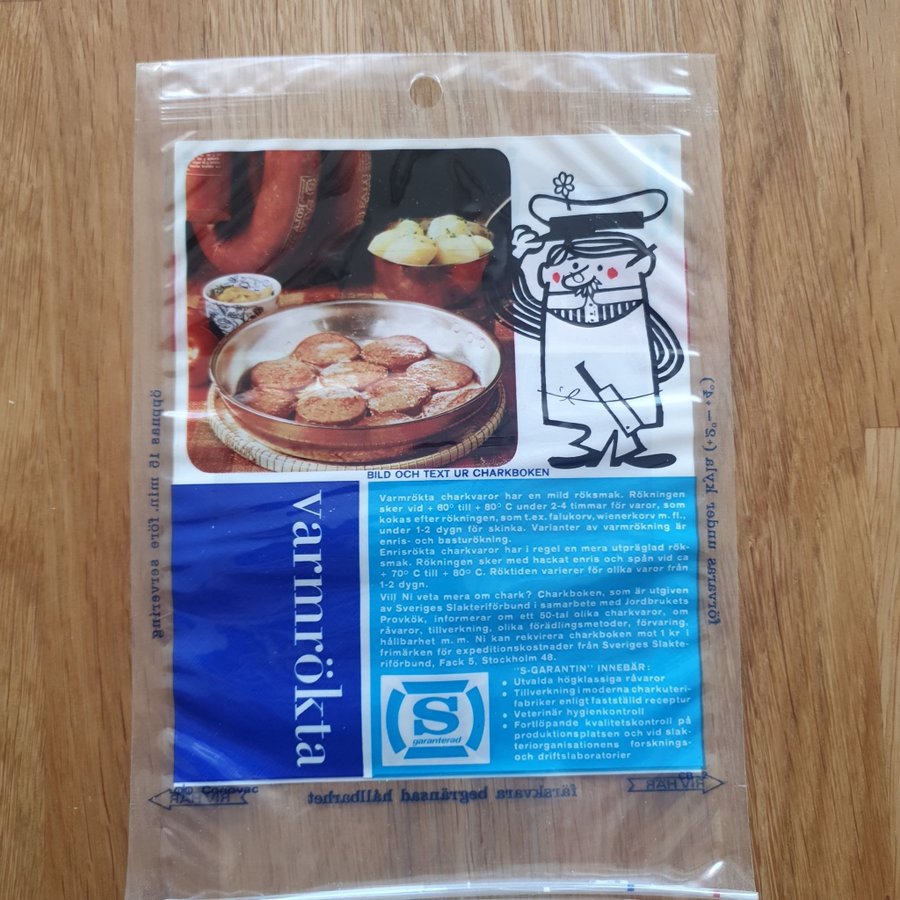 BILD OCH TEXT UR CHARKBOKEN
varmrökta
Varmrökta charkvaror har en mild röksmak. Rökningen
sker vid + 60° till + 80° C under 2-4 timmar för varor, som
kokas efter rökningen, som t.ex. falukorv, wienerkorv m. fl.,
under 1-2 dygn för skinka. Varianter av varmrökning är
enris- och basturökning.
Enrisrökta charkvaror har i regel en mera utpräglad rök-
smak. Rökningen sker med hackat enris och spån vid ca
+ 70° C till + 80° C. Röktiden varierer för olika varor från
1-2 dygn.
Vill Ni veta mera om chark? Charkboken, som är utgiven
av Sveriges Slakteriförbund i samarbete med Jordbrukets
Provkök, informerar om ett 50-tal olika charkvaror, om
råvaror, tillverkning, olika förädlingsmetoder, förvaring,
hållbarhet m. m. Ni kan rekvirera charkboken mot 1 kr i
frimärken för expeditionskostnader från Sveriges Slakte-
riförbund, Fack 5, Stockholm 48.
"S-GARANTIN" INNEBÄR:
• Utvalda högklassiga råvaror
• Tillverkning i moderna charkuteri-
fabriker enligt fastställd receptur
• Veterinär hygienkontroll
• Fortlöpande kvalitetskontroll på
produktionsplatsen och vid slak-
teriorganisationens forsknings-
och driftslaboratorier
S
garanterad
öppnas 15 min. före servering
förvaras under kyla (+2°—+4°)
färskvara begränsad hållbarhet
RIV HÄR
RIV HÄR
Conovac